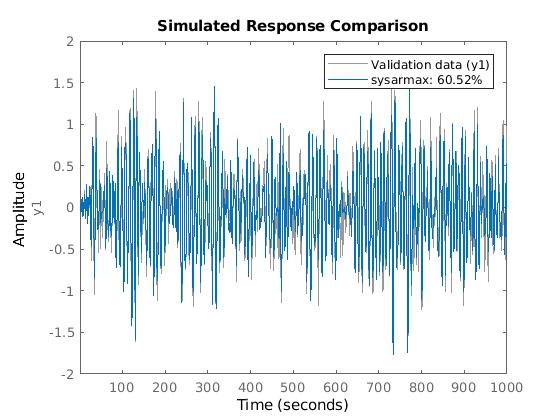 Simulated Response Comparison
2
1.5
1
0.5
0
-0.5
-1
-1.5
-2
Amplitude
y1
Validation data (y1)
sysarmax: 60.52%
100 200 300 400 500 600 700 800 900 1000
Time (seconds)